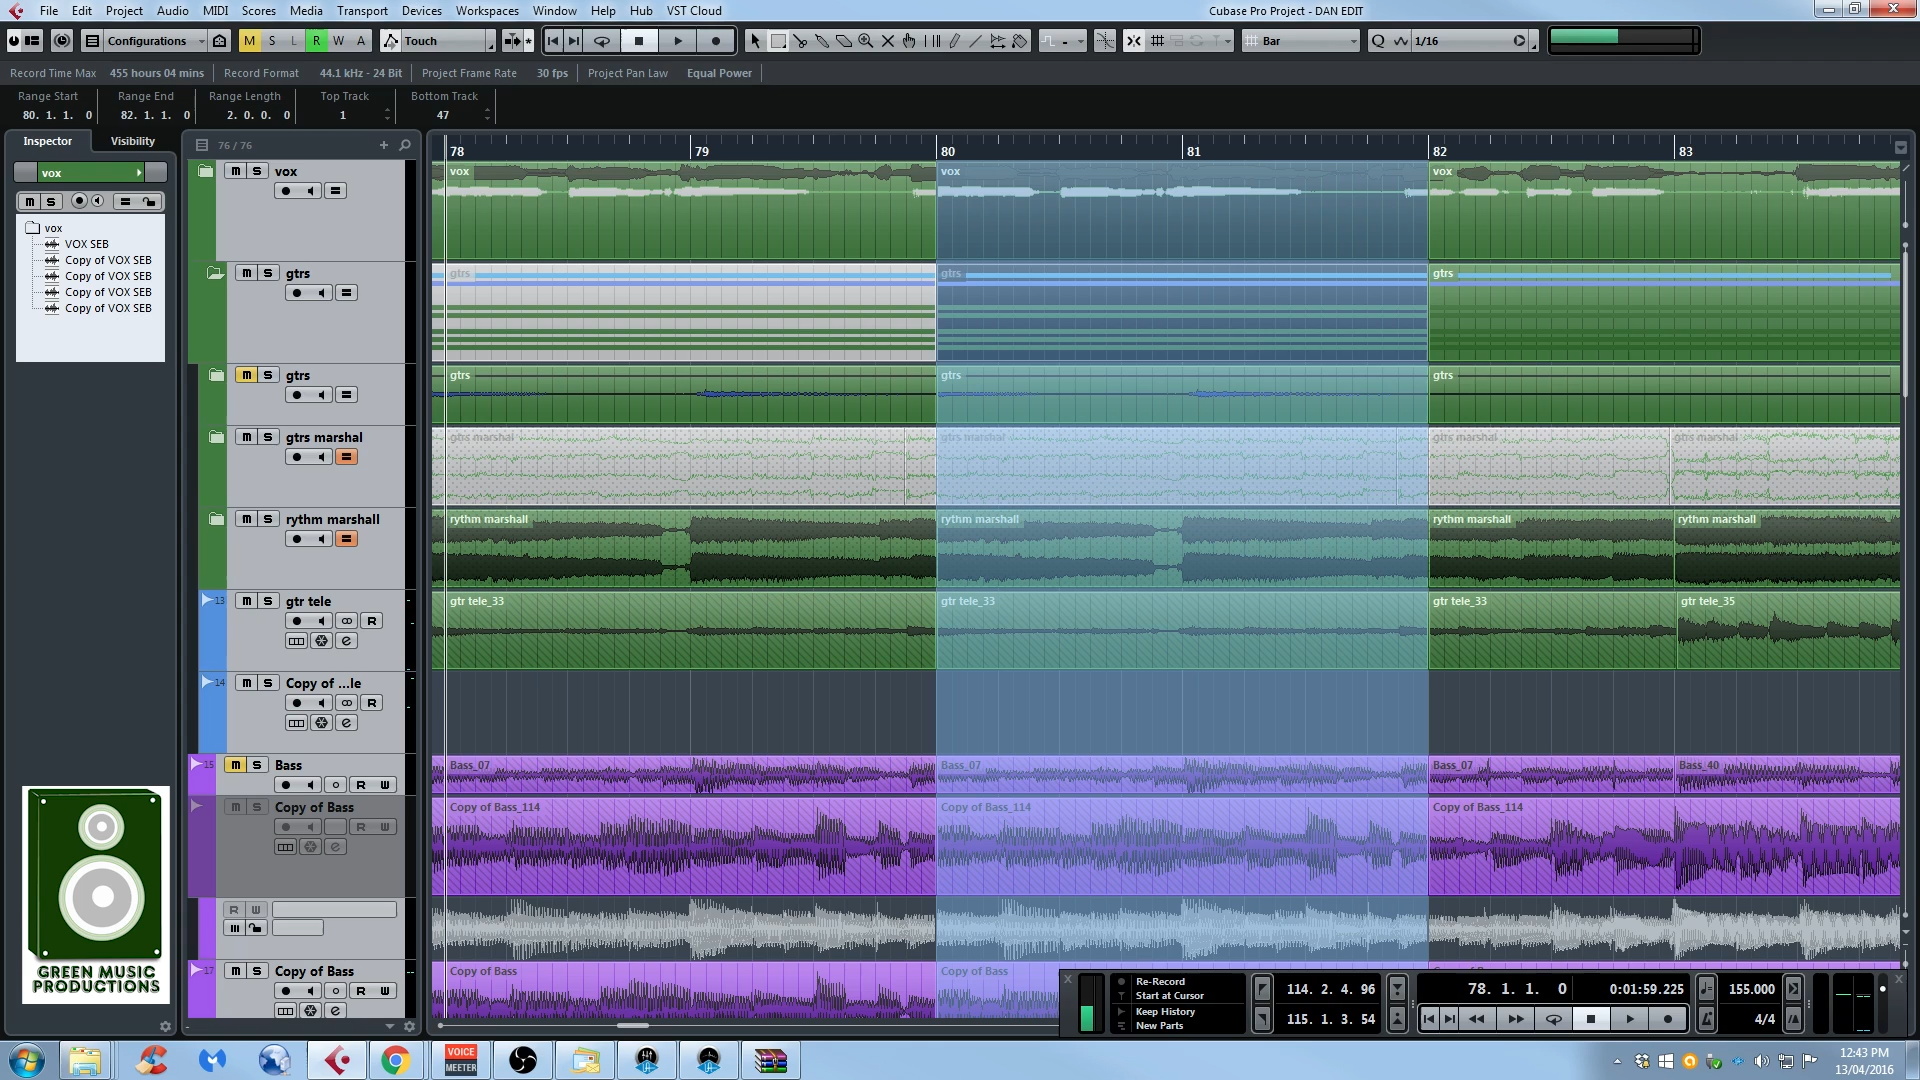 File Edit Project Audio MIDI Scores Media Transport Devices Workspaces Window Help Hub VST Cloud
Cubase Pro Project - DAN EDIT
Configurations M S L R W A Touch Bar Q 1/16
Record Time Max 455 hours 04 mins Record Format 44.1 kHz - 24 Bit Project Frame Rate 30 fps Project Pan Law Equal Power
Range Start Range End Range Length Top Track Bottom Track
80. 1. 1. 0 82. 1. 1. 0 2. 0. 0. 0 1 47
Inspector Visibility 76 / 76
78 79 80 81 82 83
vox
m s
vox
VOX SEB
Copy of VOX SEB
Copy of VOX SEB
Copy of VOX SEB
Copy of VOX SEB
m s vox
vox vox vox
m s gtrs
gtrs gtrs gtrs
m s gtrs
gtrs gtrs gtrs
m s gtrs marshal
gtrs marshal gtrs marshal gtrs marshal gtrs marshal
m s rythm marshall
rythm marshall rythm marshall rythm marshall rythm marshall
13 m s gtr tele
R
e
gtr tele_33 gtr tele_33 gtr tele_33 gtr tele_35
14 m s Copy of ...le
R
e
15 m s Bass
R W
Bass_07 Bass_07 Bass_07 Bass_40
m s Copy of Bass
R W
e
Copy of Bass_114 Copy of Bass_114 Copy of Bass_114
R W
17 m s Copy of Bass
R W
e
Copy of Bass Copy of Bass
GREEN MUSIC
PRODUCTIONS
Re-Record
Start at Cursor
Keep History
New Parts
114. 2. 4. 96
115. 1. 3. 54
78. 1. 1. 0 0:01:59.225
155.000
4/4
VOICE
MEETER
12:43 PM
13/04/2016